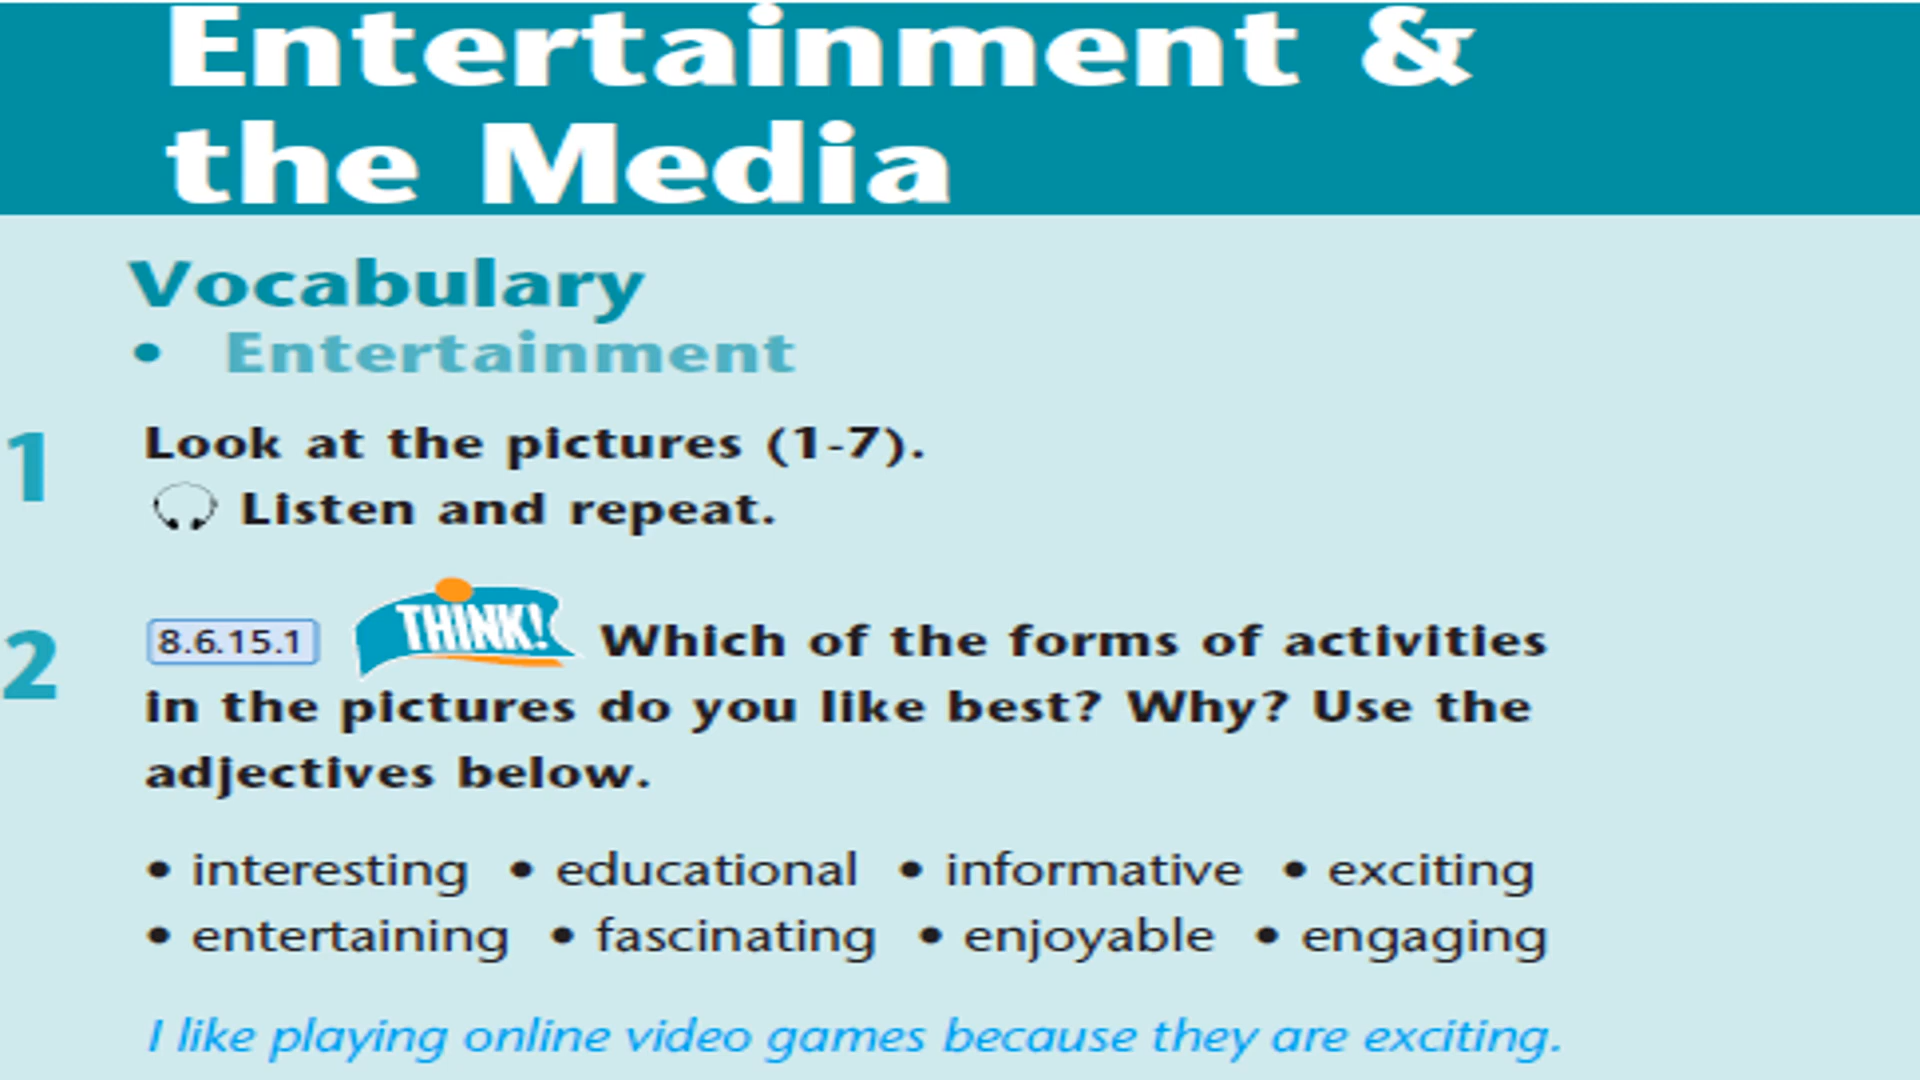 Entertainment &
the Media
Vocabulary
• Entertainment
1 Look at the pictures (1-7).
Listen and repeat.
2 8.6.15.1 THINK! Which of the forms of activities
in the pictures do you like best? Why? Use the
adjectives below.
• interesting • educational • informative • exciting
• entertaining • fascinating • enjoyable • engaging
I like playing online video games because they are exciting.